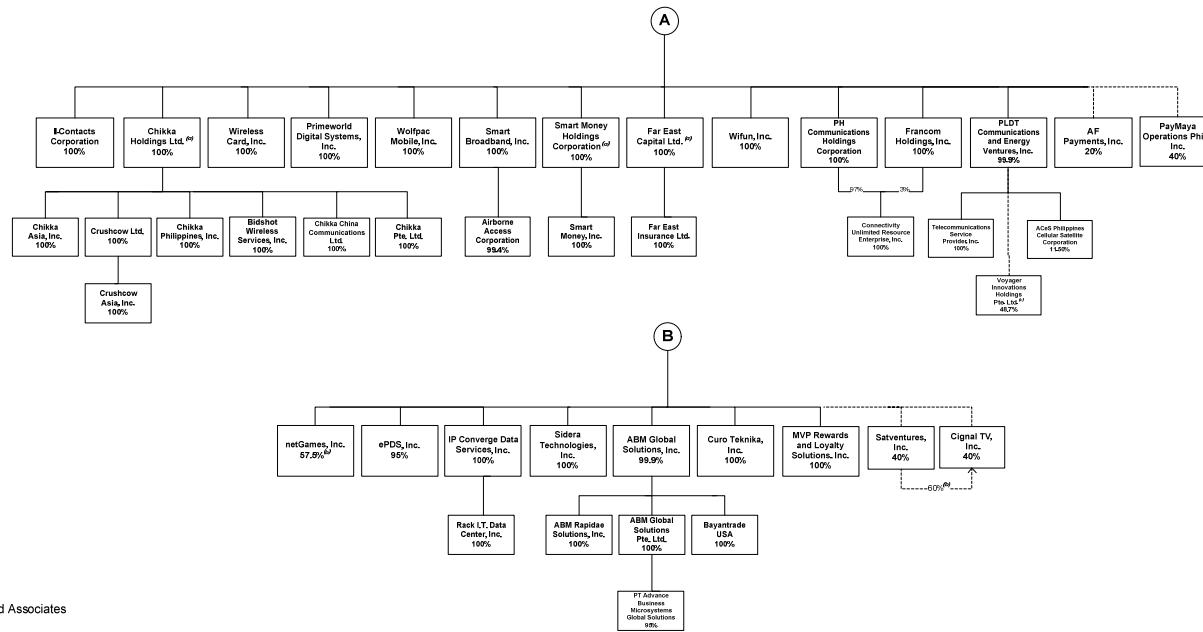 A
I-Contacts
Corporation
100%
Chikka
Holdings Ltd. (a)
100%
Wireless
Card, Inc.
100%
Primeworld
Digital Systems,
Inc.
100%
Wolfpac
Mobile, Inc.
100%
Smart
Broadband, Inc.
100%
Smart Money
Holdings
Corporation (a)
100%
Far East
Capital Ltd. (a)
100%
Wifun, Inc.
100%
PH
Communications
Holdings
Corporation
100%
Francom
Holdings, Inc.
100%
PLDT
Communications
and Energy
Ventures, Inc.
99.9%
AF
Payments, Inc.
20%
PayMaya
Operations Phil
Inc.
40%
97%
3%
Chikka
Asia, Inc.
100%
Crushcow Ltd.
100%
Chikka
Philippines, Inc.
100%
Bidshot
Wireless
Services, Inc.
100%
Chikka China
Communications
Ltd.
100%
Chikka
Pte. Ltd.
100%
Airborne
Access
Corporation
99.4%
Smart
Money, Inc.
100%
Far East
Insurance Ltd.
100%
Connectivity
Unlimited Resource
Enterprise, Inc.
100%
Telecommunications
Service
Provider, Inc.
100%
ACeS Philippines
Cellular Satellite
Corporation
11.50%
Crushcow
Asia, Inc.
100%
Voyager
Innovations
Holdings
Pte. Ltd.
48.7%
B
netGames, Inc.
57.5%
ePDS, Inc.
95%
IP Converge Data
Services, Inc.
100%
Sidera
Technologies,
Inc.
100%
ABM Global
Solutions, Inc.
99.9%
Curo Teknika,
Inc.
100%
MVP Rewards
and Loyalty
Solutions. Inc.
100%
Satventures,
Inc.
40%
Cignal TV,
Inc.
40%
60% (b)
Rack I.T. Data
Center, Inc.
100%
ABM Rapidae
Solutions, Inc.
100%
ABM Global
Solutions
Pte. Ltd.
100%
Bayantrade
USA
100%
PT Advance
Business
Microsystems
Global Solutions
95%
d Associates